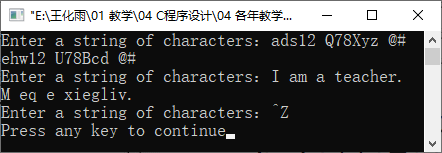 "E:\王化雨\01 教学\04 C程序设计\04 各年教学...
Enter a string of characters: ads12 Q78Xyz @#
ehw12 U78Bcd @#
Enter a string of characters: I am a teacher.
M eq e xiegliv.
Enter a string of characters: ^Z
Press any key to continue